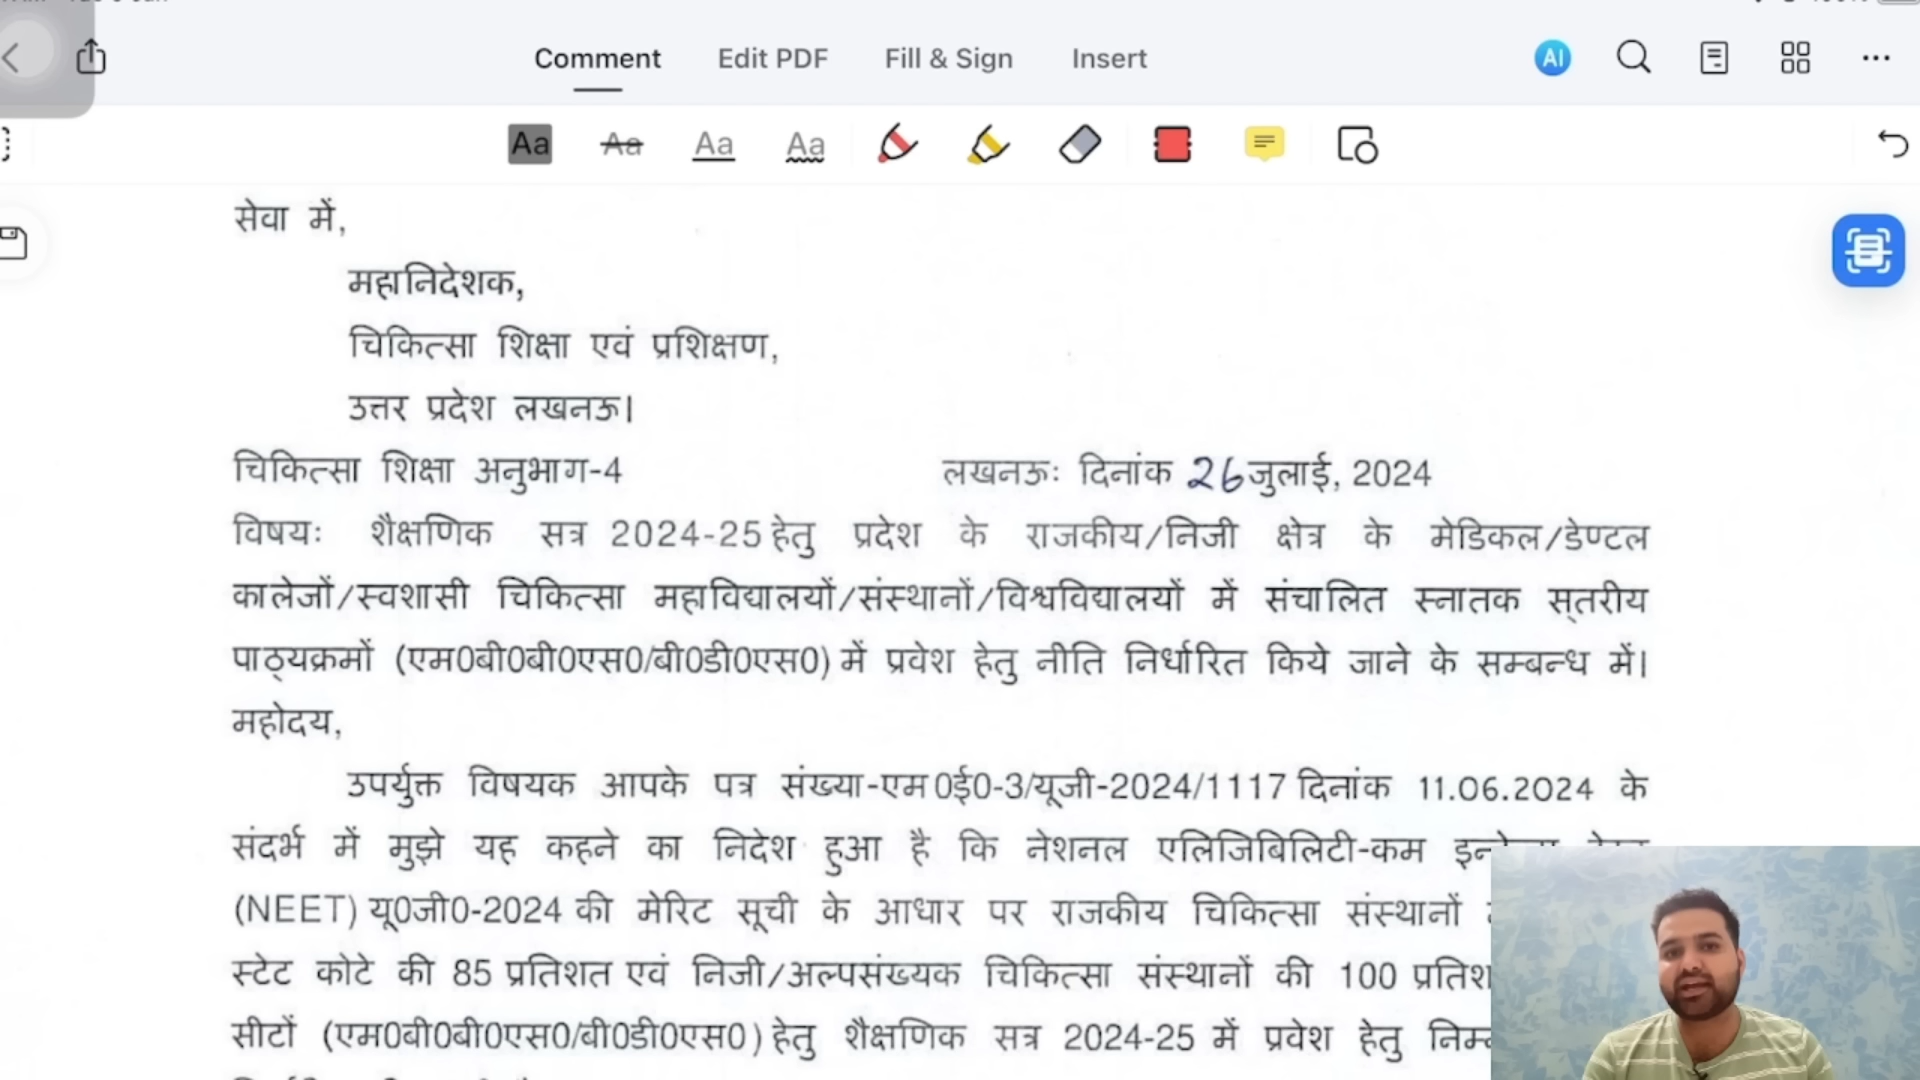 Comment Edit PDF Fill & Sign Insert AI
Aa Aa Aa Aa
सेवा में,
महानिदेशक,
चिकित्सा शिक्षा एवं प्रशिक्षण,
उत्तर प्रदेश लखनऊ।
चिकित्सा शिक्षा अनुभाग-4 लखनऊः दिनांक 26 जुलाई, 2024
विषयः शैक्षणिक सत्र 2024-25 हेतु प्रदेश के राजकीय/निजी क्षेत्र के मेडिकल/डेण्टल
कालेजों/स्वशासी चिकित्सा महाविद्यालयों/संस्थानों/विश्वविद्यालयों में संचालित स्नातक स्तरीय
पाठ्यक्रमों (एम0बी0बी0एस0/बी0डी0एस0) में प्रवेश हेतु नीति निर्धारित किये जाने के सम्बन्ध में।
महोदय,
उपर्युक्त विषयक आपके पत्र संख्या-एम0ई0-3/यूजी-2024/1117 दिनांक 11.06.2024 के
संदर्भ में मुझे यह कहने का निदेश हुआ है कि नेशनल एलिजिबिलिटी-कम
(NEET) यू0जी0-2024 की मेरिट सूची के आधार पर राजकीय चिकित्सा संस्थानों
स्टेट कोटे की 85 प्रतिशत एवं निजी/अल्पसंख्यक चिकित्सा संस्थानों की 100
सीटों (एम0बी0बी0एस0/बी0डी0एस0) हेतु शैक्षणिक सत्र 2024-25 में प्रवेश हेतु